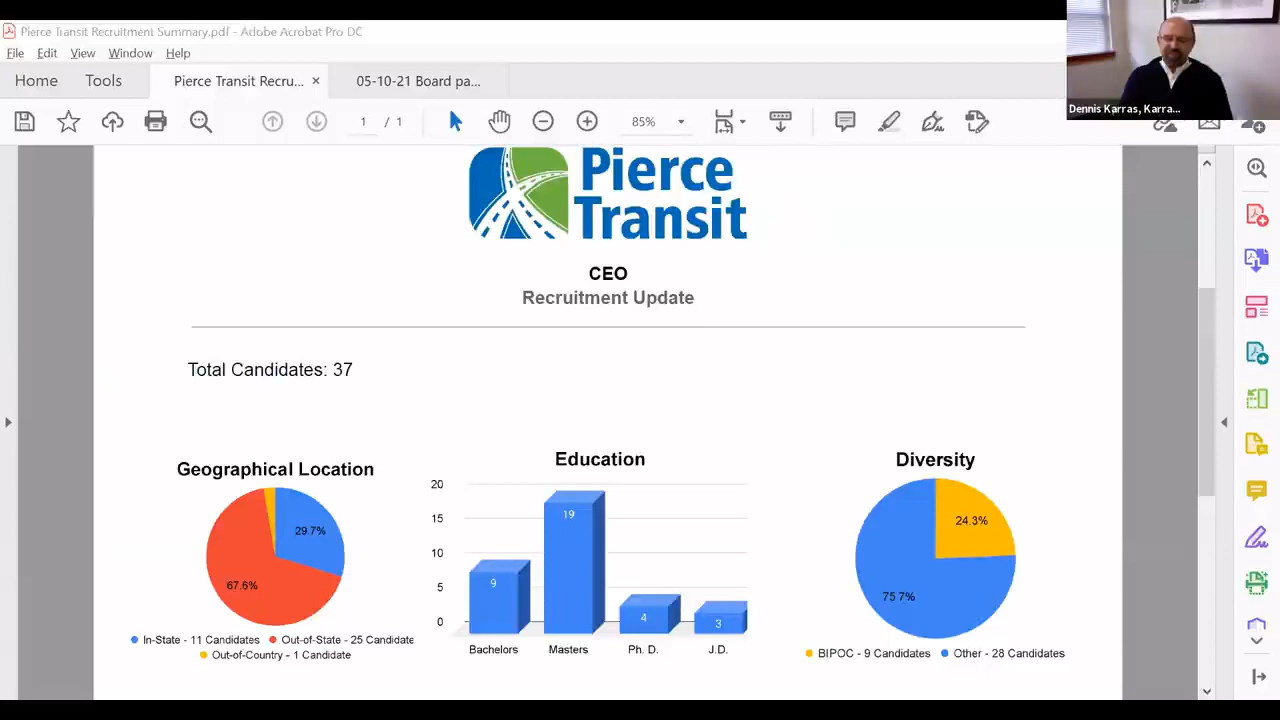 Pierce Transit Recruitment Summary.pdf - Adobe Acrobat Pro DC
File Edit View Window Help
Home Tools Pierce Transit Recru... × 05-10-21 Board pa...
1 / 1 85%
Dennis Karras, Karra...
Pierce
Transit
CEO
Recruitment Update
Total Candidates: 37
Geographical Location
29.7%
67.6%
In-State - 11 Candidates Out-of-State - 25 Candidate
Out-of-Country - 1 Candidate
Education
20
15
10
5
0
9
19
4
3
Bachelors Masters Ph. D. J.D.
Diversity
24.3%
75.7%
BIPOC - 9 Candidates Other - 28 Candidates